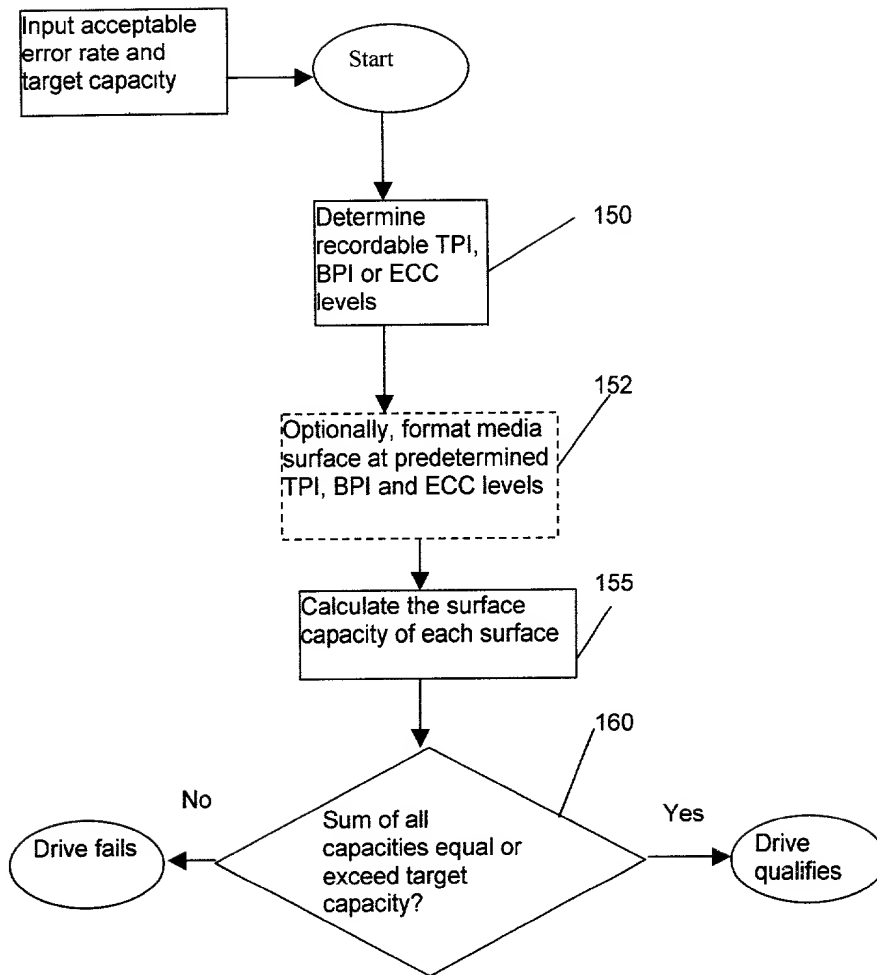 Input acceptable
error rate and
target capacity
Start
Determine
recordable TPI,
BPI or ECC
levels
150
152
Optionally, format media
surface at predetermined
TPI, BPI and ECC levels
155
Calculate the surface
capacity of each surface
160
No
Yes
Sum of all
capacities equal or
exceed target
capacity?
Drive fails
Drive
qualifies